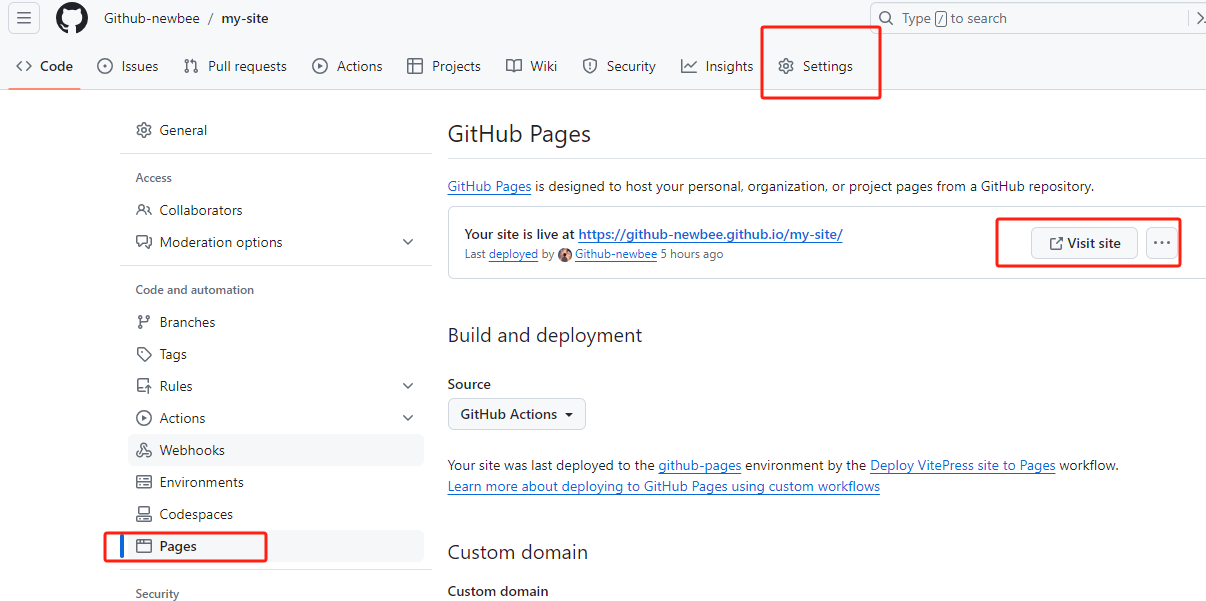 Github-newbee / my-site
Type / to search
Code Issues Pull requests Actions Projects Wiki Security Insights Settings
General
Access
Collaborators
Moderation options
Code and automation
Branches
Tags
Rules
Actions
Webhooks
Environments
Codespaces
Pages
Security
GitHub Pages
GitHub Pages is designed to host your personal, organization, or project pages from a GitHub repository.
Your site is live at https://github-newbee.github.io/my-site/
Last deployed by Github-newbee 5 hours ago
Visit site
Build and deployment
Source
GitHub Actions
Your site was last deployed to the github-pages environment by the Deploy VitePress site to Pages workflow.
Learn more about deploying to GitHub Pages using custom workflows
Custom domain
Custom domain